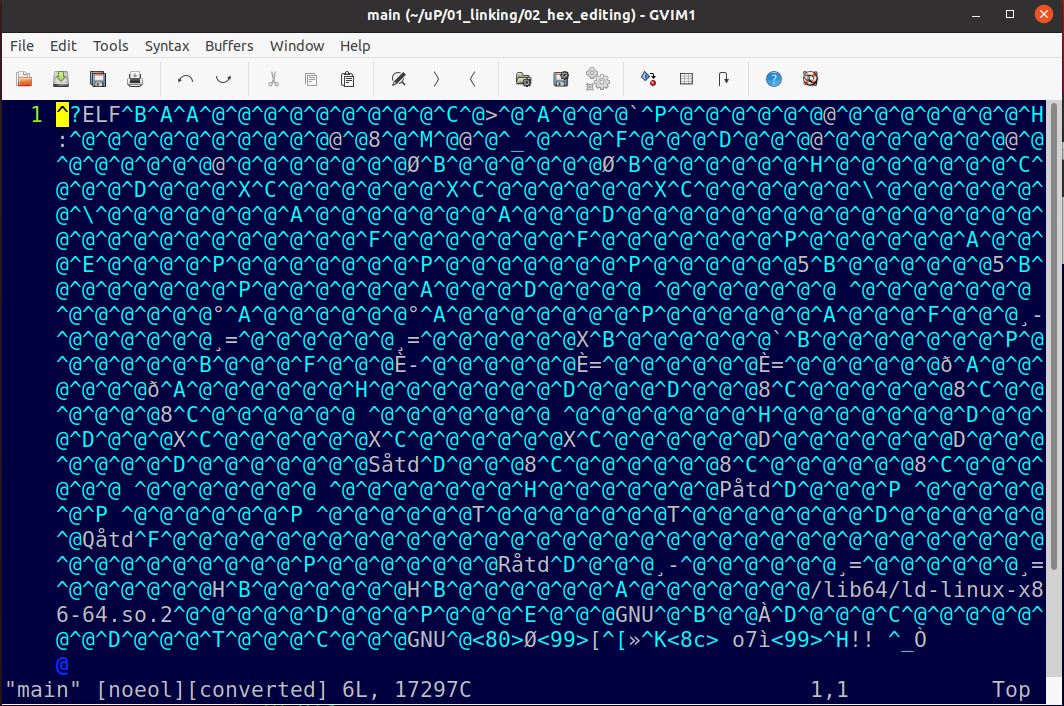 main (~/uP/01_linking/02_hex_editing) - GVIM1
File Edit Tools Syntax Buffers Window Help
1 ^?ELF^B^A^A^@^@^@^@^@^@^@^@^@^C^@>^@^A^@^@^@`^P^@^@^@^@^@^@@^@^@^@^@^@^@^@^H
:^@^@^@^@^@^@^@^@^@^@@^@8^@^M^@@^@^_^@^^^@^F^@^@^@^D^@^@^@@^@^@^@^@^@^@^@@^@
^@^@^@^@^@^@@^@^@^@^@^@^@^@Ø^B^@^@^@^@^@^@Ø^B^@^@^@^@^@^@^H^@^@^@^@^@^@^@^C^
@^@^@^D^@^@^@^X^C^@^@^@^@^@^@^X^C^@^@^@^@^@^@^X^C^@^@^@^@^@^@^\^@^@^@^@^@^@^
@^\^@^@^@^@^@^@^@^A^@^@^@^@^@^@^@^A^@^@^@^D^@^@^@^@^@^@^@^@^@^@^@^@^@^@^@^@^
@^@^@^@^@^@^@^@^@^@^@^@^F^@^@^@^@^@^@^F^@^@^@^@^@^@^@^P^@^@^@^@^@^@^A^@^@^@
^E^@^@^@^@^P^@^@^@^@^@^@^@^P^@^@^@^@^@^@^@^P^@^@^@^@^@^@5^B^@^@^@^@^@^@5^B^
@^@^@^@^@^@^@^P^@^@^@^@^@^@^A^@^@^@^D^@^@^@^@ ^@^@^@^@^@^@^@ ^@^@^@^@^@^@^@
^@^@^@^@^@^@°^A^@^@^@^@^@^@°^A^@^@^@^@^@^@^@^P^@^@^@^@^@^@^A^@^@^@^F^@^@^@¸-
^@^@^@^@^@^@¸=^@^@^@^@^@^@¸=^@^@^@^@^@^@X^B^@^@^@^@^@^@`^B^@^@^@^@^@^@^@^P^@
^@^@^@^@^@^B^@^@^@^F^@^@^@È-^@^@^@^@^@^@È=^@^@^@^@^@^@È=^@^@^@^@^@^@ð^A^@^@
^@^@^@^@ð^A^@^@^@^@^@^@^H^@^@^@^@^@^@^@^D^@^@^@^D^@^@^@8^C^@^@^@^@^@^@8^C^@^
@^@^@^@^@8^C^@^@^@^@^@^@ ^@^@^@^@^@^@^@ ^@^@^@^@^@^@^@^H^@^@^@^@^@^@^@^D^@^@^
@^D^@^@^@X^C^@^@^@^@^@^@X^C^@^@^@^@^@^@X^C^@^@^@^@^@^@D^@^@^@^@^@^@^@D^@^@^@
^@^@^@^@^D^@^@^@^@^@^@^@Såtd^D^@^@^@8^C^@^@^@^@^@^@8^C^@^@^@^@^@^@8^C^@^@^@^
@^@^@ ^@^@^@^@^@^@^@ ^@^@^@^@^@^@^@^H^@^@^@^@^@^@^@Påtd^D^@^@^@^P ^@^@^@^@^@
^@^P ^@^@^@^@^@^@^P ^@^@^@^@^@^@T^@^@^@^@^@^@^@T^@^@^@^@^@^@^@^D^@^@^@^@^@^@
^@Qåtd^F^@^@^@^@^@^@^@^@^@^@^@^@^@^@^@^@^@^@^@^@^@^@^@^@^@^@^@^@^@^@^@^@^@^@
^@^@^@^@^@^@^@^@^@^P^@^@^@^@^@^@^@Råtd^D^@^@^@¸-^@^@^@^@^@^@¸=^@^@^@^@^@^@¸=
^@^@^@^@^@^@H^B^@^@^@^@^@^@H^B^@^@^@^@^@^@^A^@^@^@^@^@^@^@/lib64/ld-linux-x8
6-64.so.2^@^@^@^@^@^D^@^@^@^P^@^@^@^E^@^@^@GNU^@^B^@^@À^D^@^@^@^C^@^@^@^@^@^
@^@^D^@^@^@^T^@^@^@^C^@^@^@GNU^@<80>Ø<99>[^[»^K<8c> o7ì<99>^H!! ^_Ò
@
"main" [noeol][converted] 6L, 17297C 1,1 Top